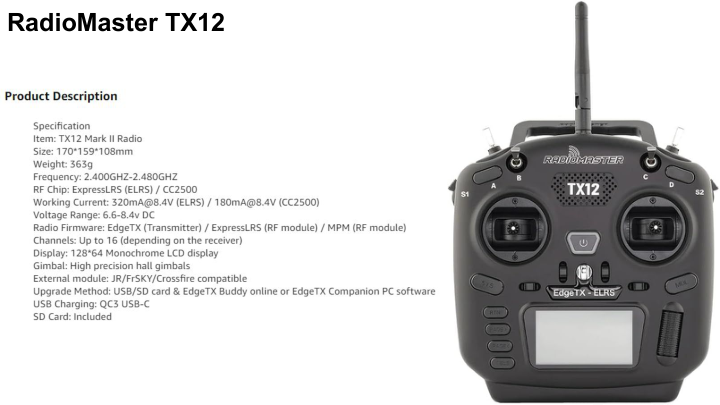 RadioMaster TX12
Product Description
Specification
Item: TX12 Mark II Radio
Size: 170*159*108mm
Weight: 363g
Frequency: 2.400GHZ-2.480GHZ
RF Chip: ExpressLRS (ELRS) / CC2500
Working Current: 320mA@8.4V (ELRS) / 180mA@8.4V (CC2500)
Voltage Range: 6.6-8.4v DC
Radio Firmware: EdgeTX (Transmitter) / ExpressLRS (RF module) / MPM (RF module)
Channels: Up to 16 (depending on the receiver)
Display: 128*64 Monochrome LCD display
Gimbal: High precision hall gimbals
External module: JR/FrSKY/Crossfire compatible
Upgrade Method: USB/SD card & EdgeTX Buddy online or EdgeTX Companion PC software
USB Charging: QC3 USB-C
SD Card: Included
RADIOMASTER
S1 A B TX12 C D S2
EdgeTX - ELRS